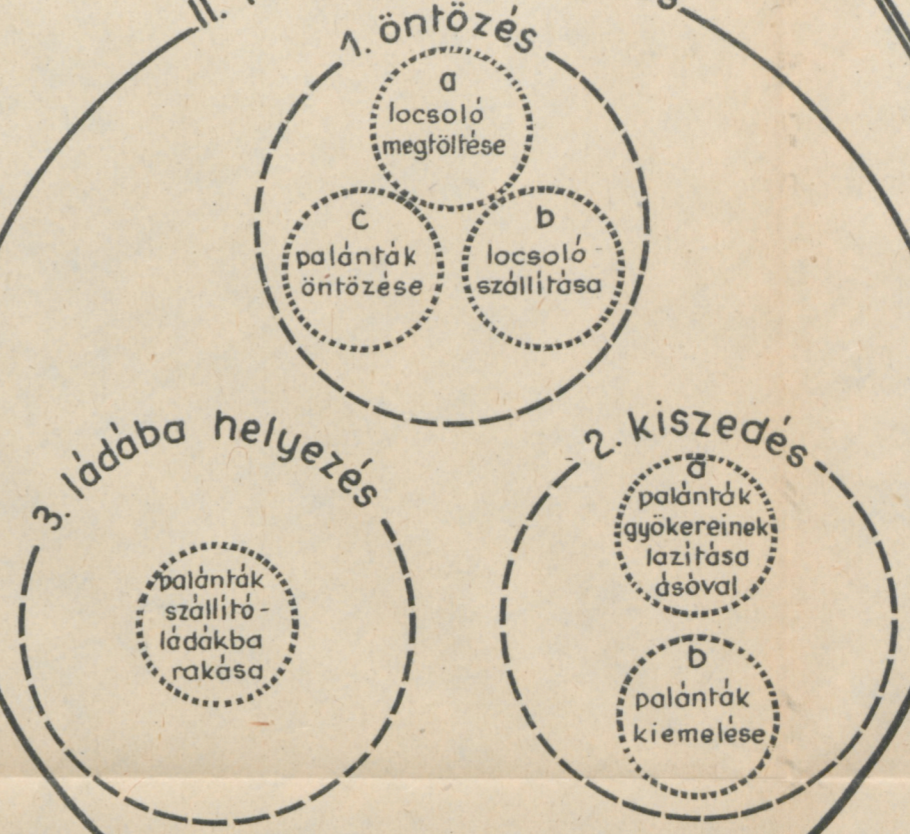 II.
1. öntözés
a
locsoló
megtöltése
b
locsoló
szállítása
c
palánták
öntözése
2. kiszedés
a
palánták
gyökereinek
lazítása
ásóval
b
palánták
kiemelése
3. ládába helyezés
palánták
szállító-
ládákba
rakása